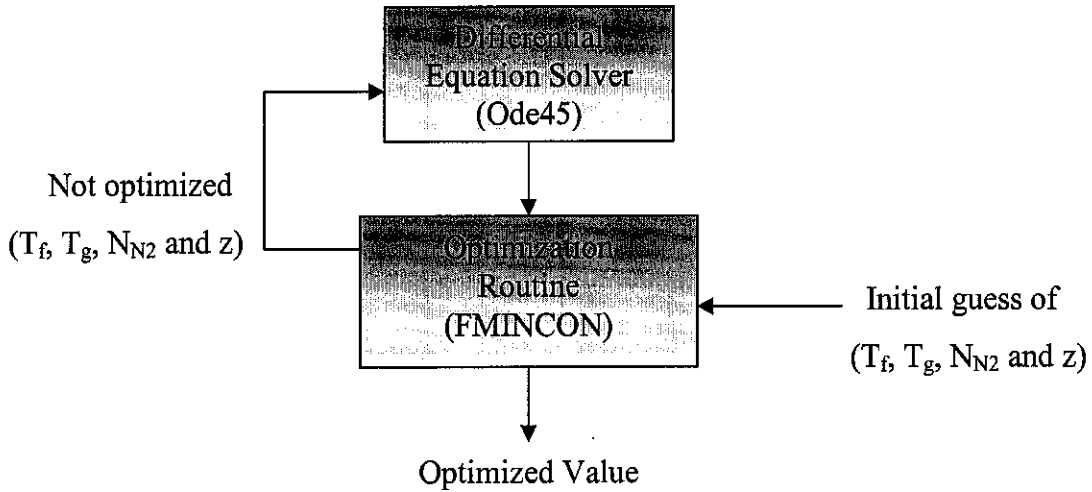 Differential
Equation Solver
(Ode45)
Not optimized
(T_f, T_g, N_N2 and z)
Optimization
Routine
(FMINCON)
Initial guess of
(T_f, T_g, N_N2 and z)
Optimized Value